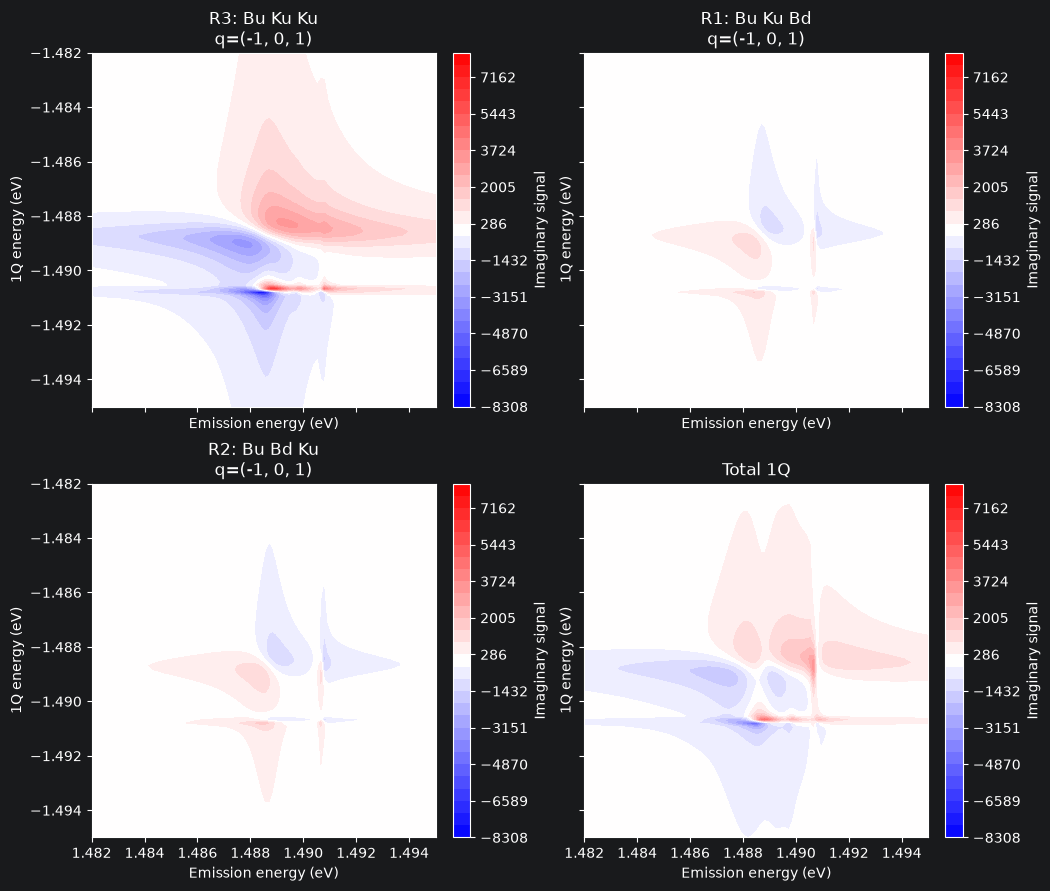 R3: Bu Ku Ku
q=(-1, 0, 1)
−1.482
−1.484
−1.486
−1.488
−1.490
−1.492
−1.494
1Q energy (eV)
Emission energy (eV)
7162
5443
3724
2005
286
−1432
−3151
−4870
−6589
−8308
Imaginary signal
R1: Bu Ku Bd
q=(-1, 0, 1)
1Q energy (eV)
Emission energy (eV)
7162
5443
3724
2005
286
−1432
−3151
−4870
−6589
−8308
Imaginary signal
R2: Bu Bd Ku
q=(-1, 0, 1)
−1.482
−1.484
−1.486
−1.488
−1.490
−1.492
−1.494
1Q energy (eV)
1.482 1.484 1.486 1.488 1.490 1.492 1.494
Emission energy (eV)
7162
5443
3724
2005
286
−1432
−3151
−4870
−6589
−8308
Imaginary signal
Total 1Q
1Q energy (eV)
1.482 1.484 1.486 1.488 1.490 1.492 1.494
Emission energy (eV)
7162
5443
3724
2005
286
−1432
−3151
−4870
−6589
−8308
Imaginary signal